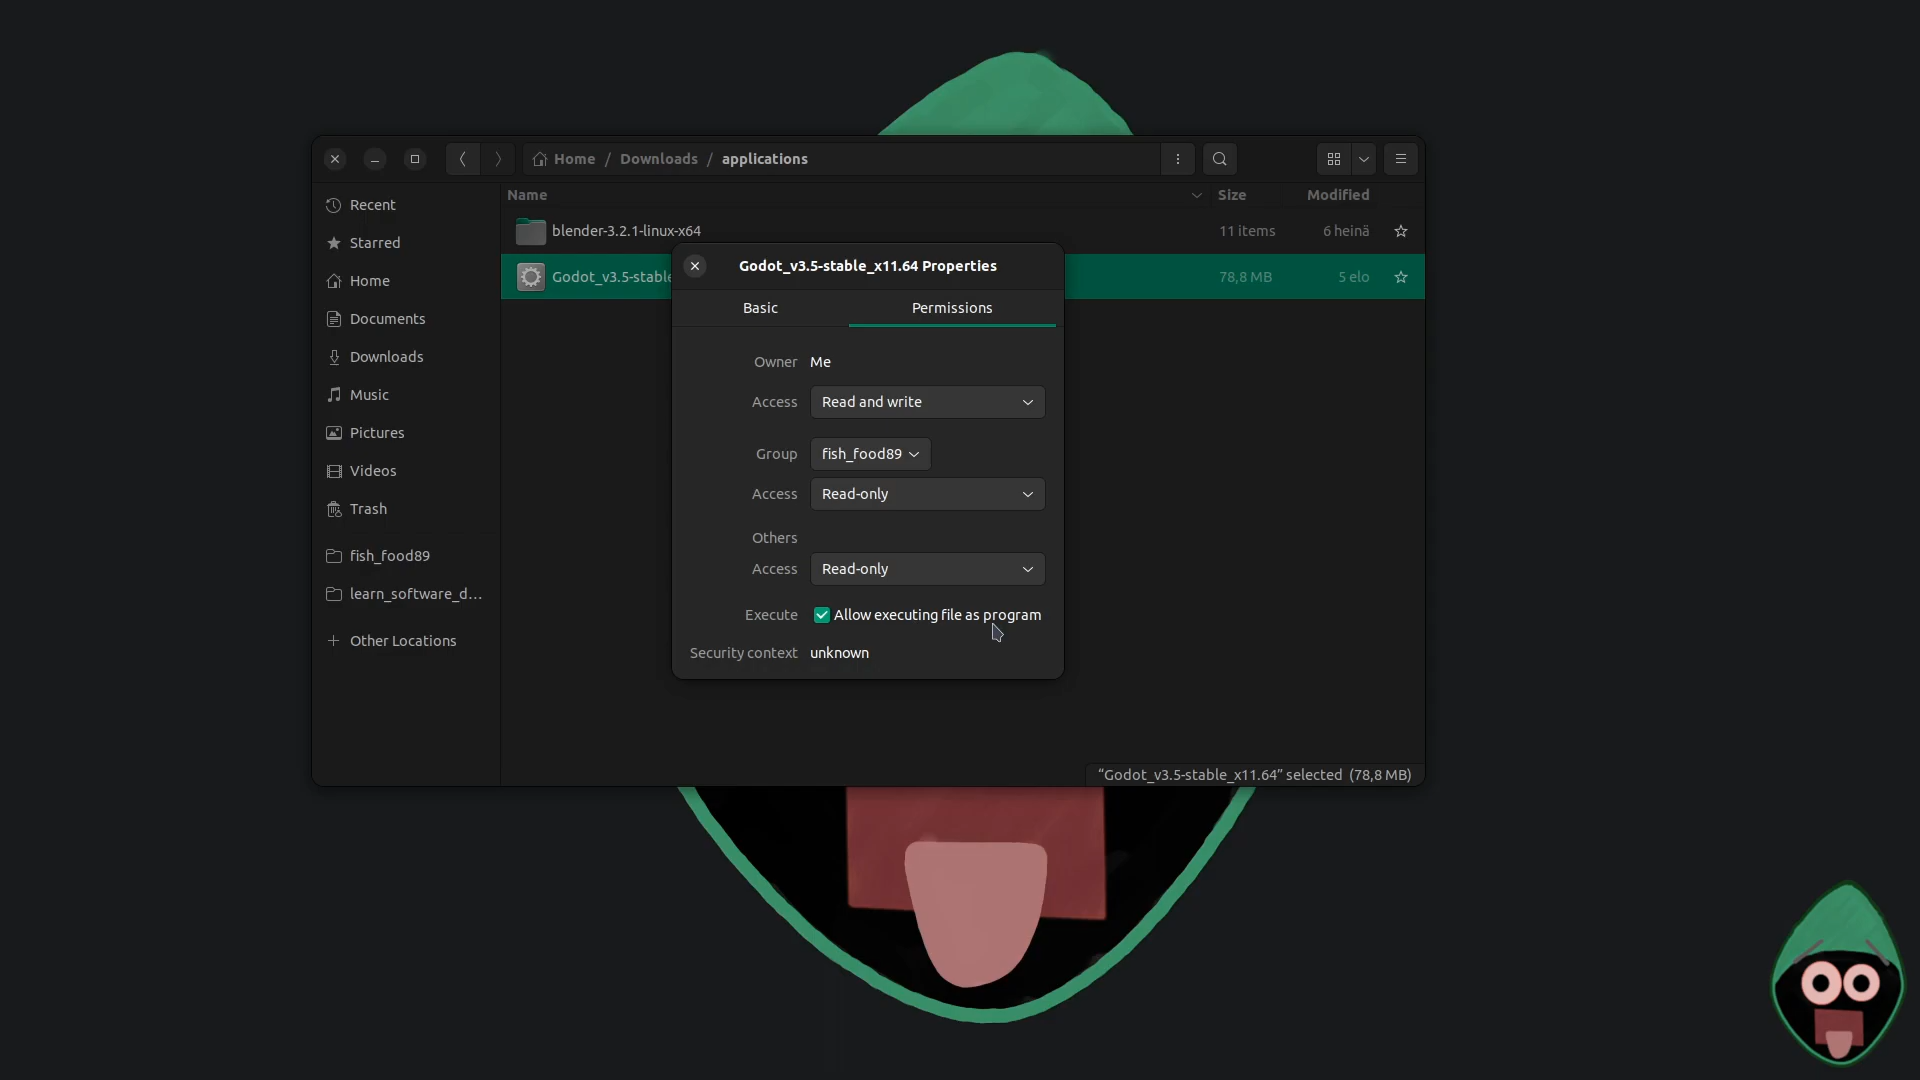 Home / Downloads / applications
Recent
Starred
Home
Documents
Downloads
Music
Pictures
Videos
Trash
fish_food89
learn_software_d...
Other Locations
Name Size Modified
blender-3.2.1-linux-x64 11 items 6 heinä
Godot_v3.5-stable 78,8 MB 5 elo
Godot_v3.5-stable_x11.64 Properties
Basic Permissions
Owner Me
Access Read and write
Group fish_food89
Access Read-only
Others
Access Read-only
Execute Allow executing file as program
Security context unknown
“Godot_v3.5-stable_x11.64” selected (78,8 MB)